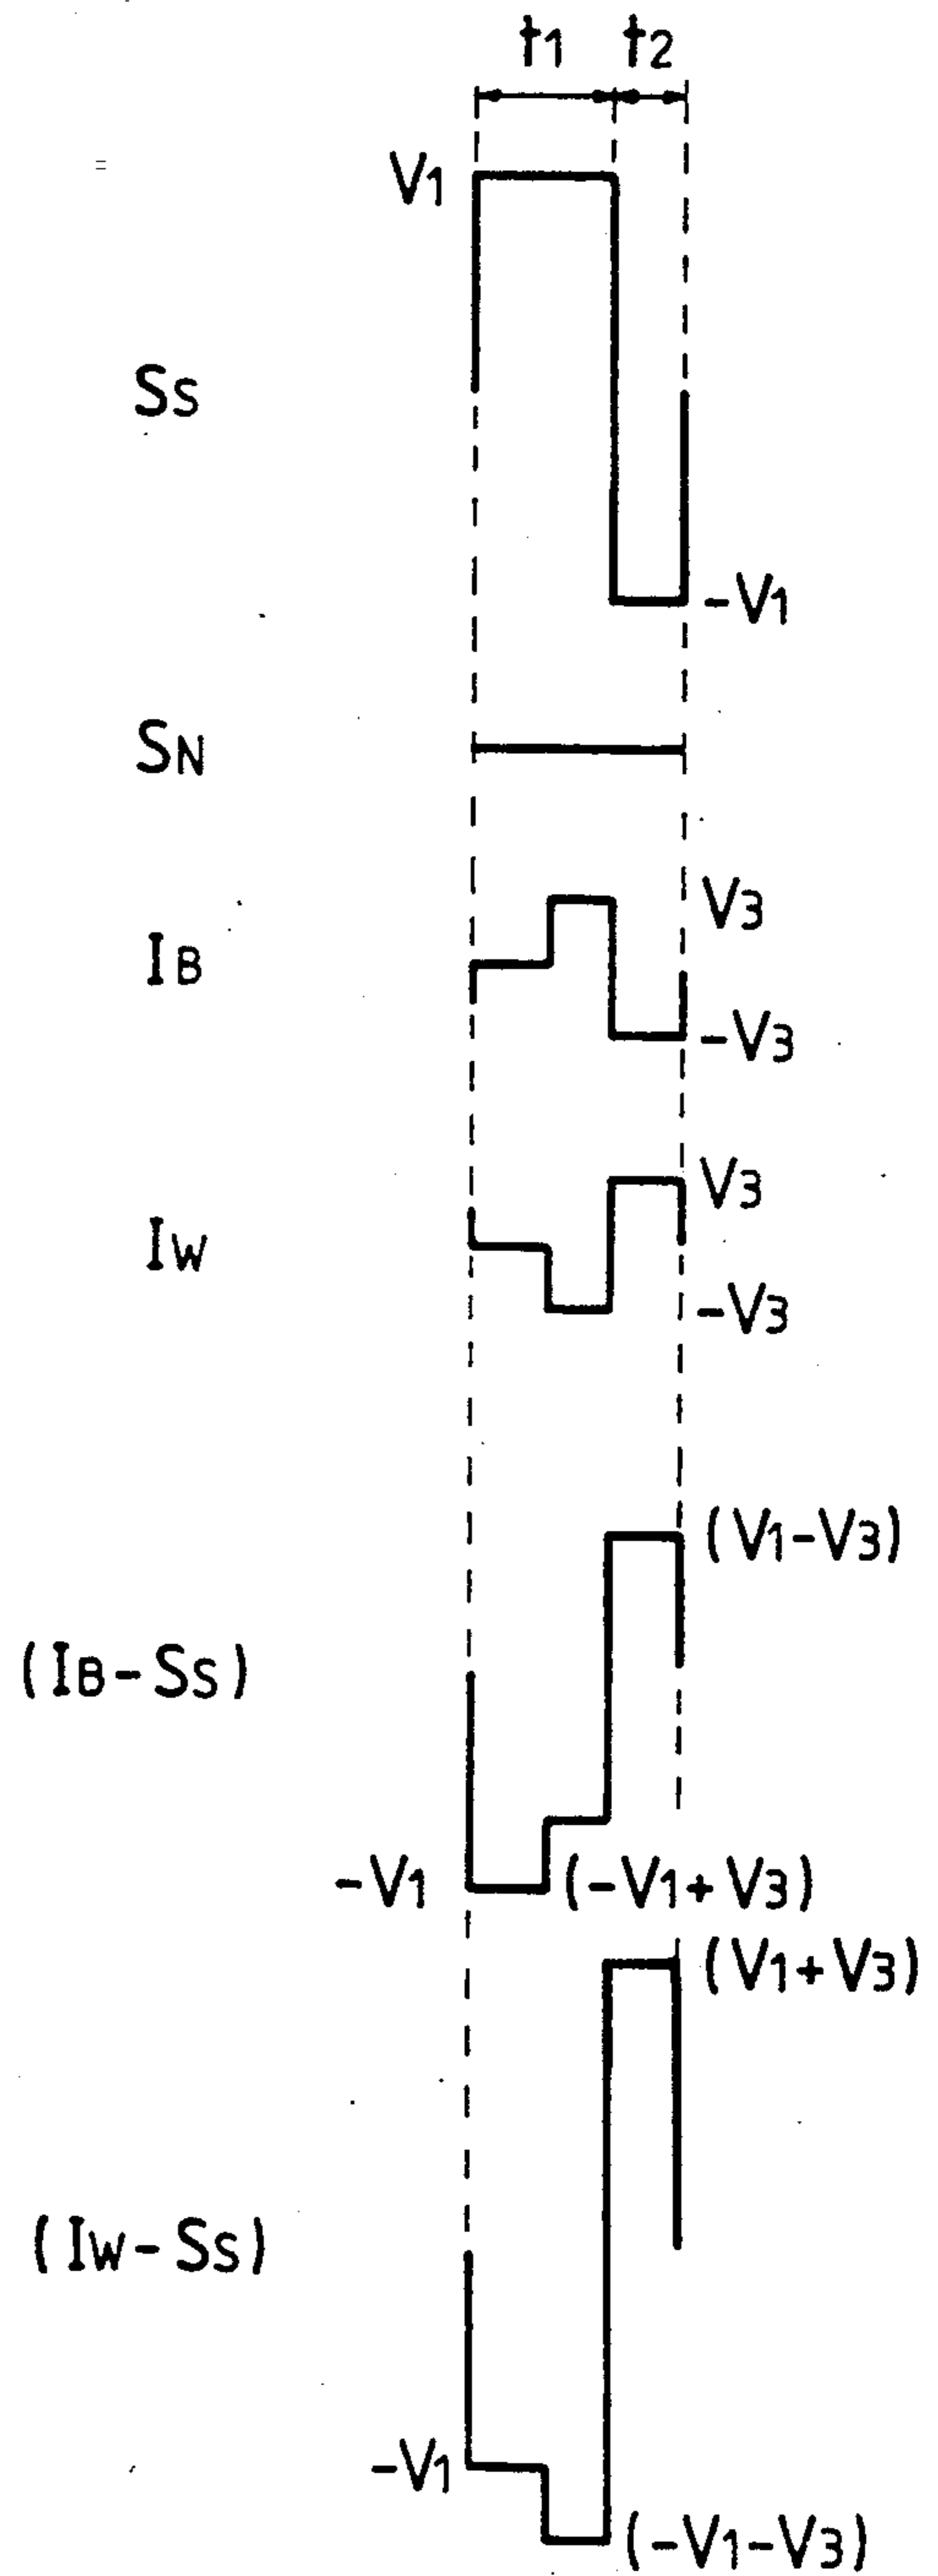 t1 t2
V1
SS
-V1
SN
V3
IB
-V3
V3
IW
-V3
(V1-V3)
(IB-SS)
-V1 (-V1+V3)
(V1+V3)
(IW-SS)
-V1
(-V1-V3)